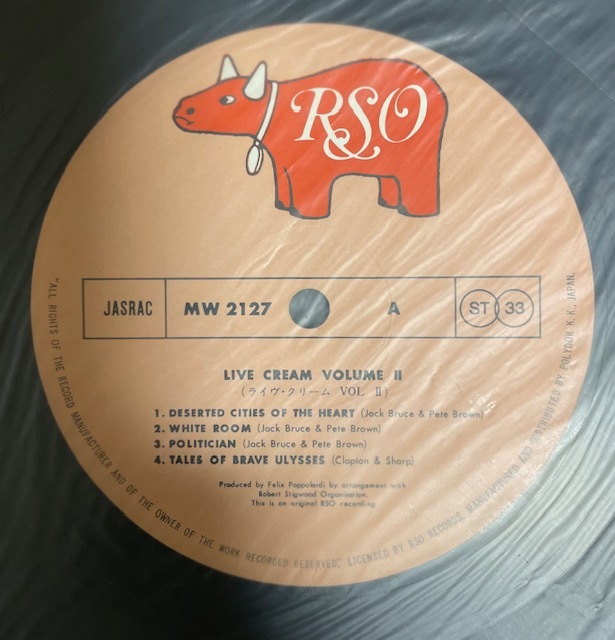 RSO
JASRAC MW 2127 A ST 33
LIVE CREAM VOLUME II
(ライヴ・クリーム VOL. II)
1. DESERTED CITIES OF THE HEART (Jack Bruce & Pete Brown)
2. WHITE ROOM (Jack Bruce & Pete Brown)
3. POLITICIAN (Jack Bruce & Pete Brown)
4. TALES OF BRAVE ULYSSES (Clapton & Sharp)
Produced by Felix Pappalardi by arrangement with
Robert Stigwood Organisation.
This is an original RSO recording
"ALL RIGHTS OF THE RECORD MANUFACTURER AND OF THE OWNER OF THE WORK RECORDED RESERVED", LICENSED BY RSO RECORDS, MANUFACTURED AND DISTRIBUTED BY POLYDOR K. K., JAPAN.